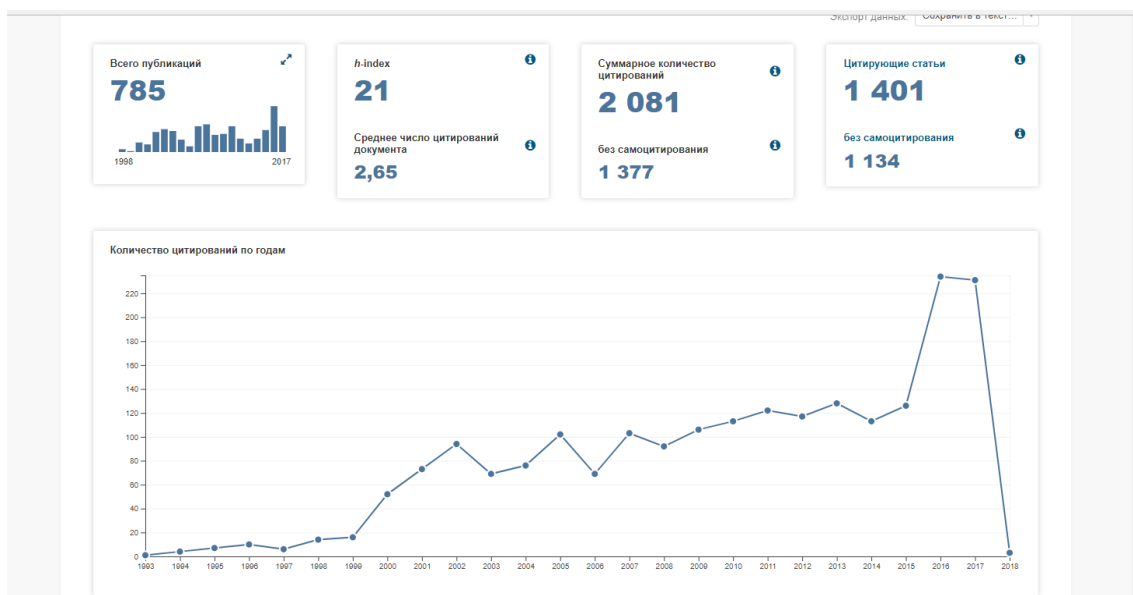 Экспорт данных: Сохранить в текст...
Всего публикаций
785
1998 2017
h-index
21
Среднее число цитирований
документа
2,65
Суммарное количество
цитирований
2 081
без самоцитирования
1 377
Цитирующие статьи
1 401
без самоцитирования
1 134
Количество цитирований по годам
220
200
180
160
140
120
100
80
60
40
20
0
1993 1994 1995 1996 1997 1998 1999 2000 2001 2002 2003 2004 2005 2006 2007 2008 2009 2010 2011 2012 2013 2014 2015 2016 2017 2018